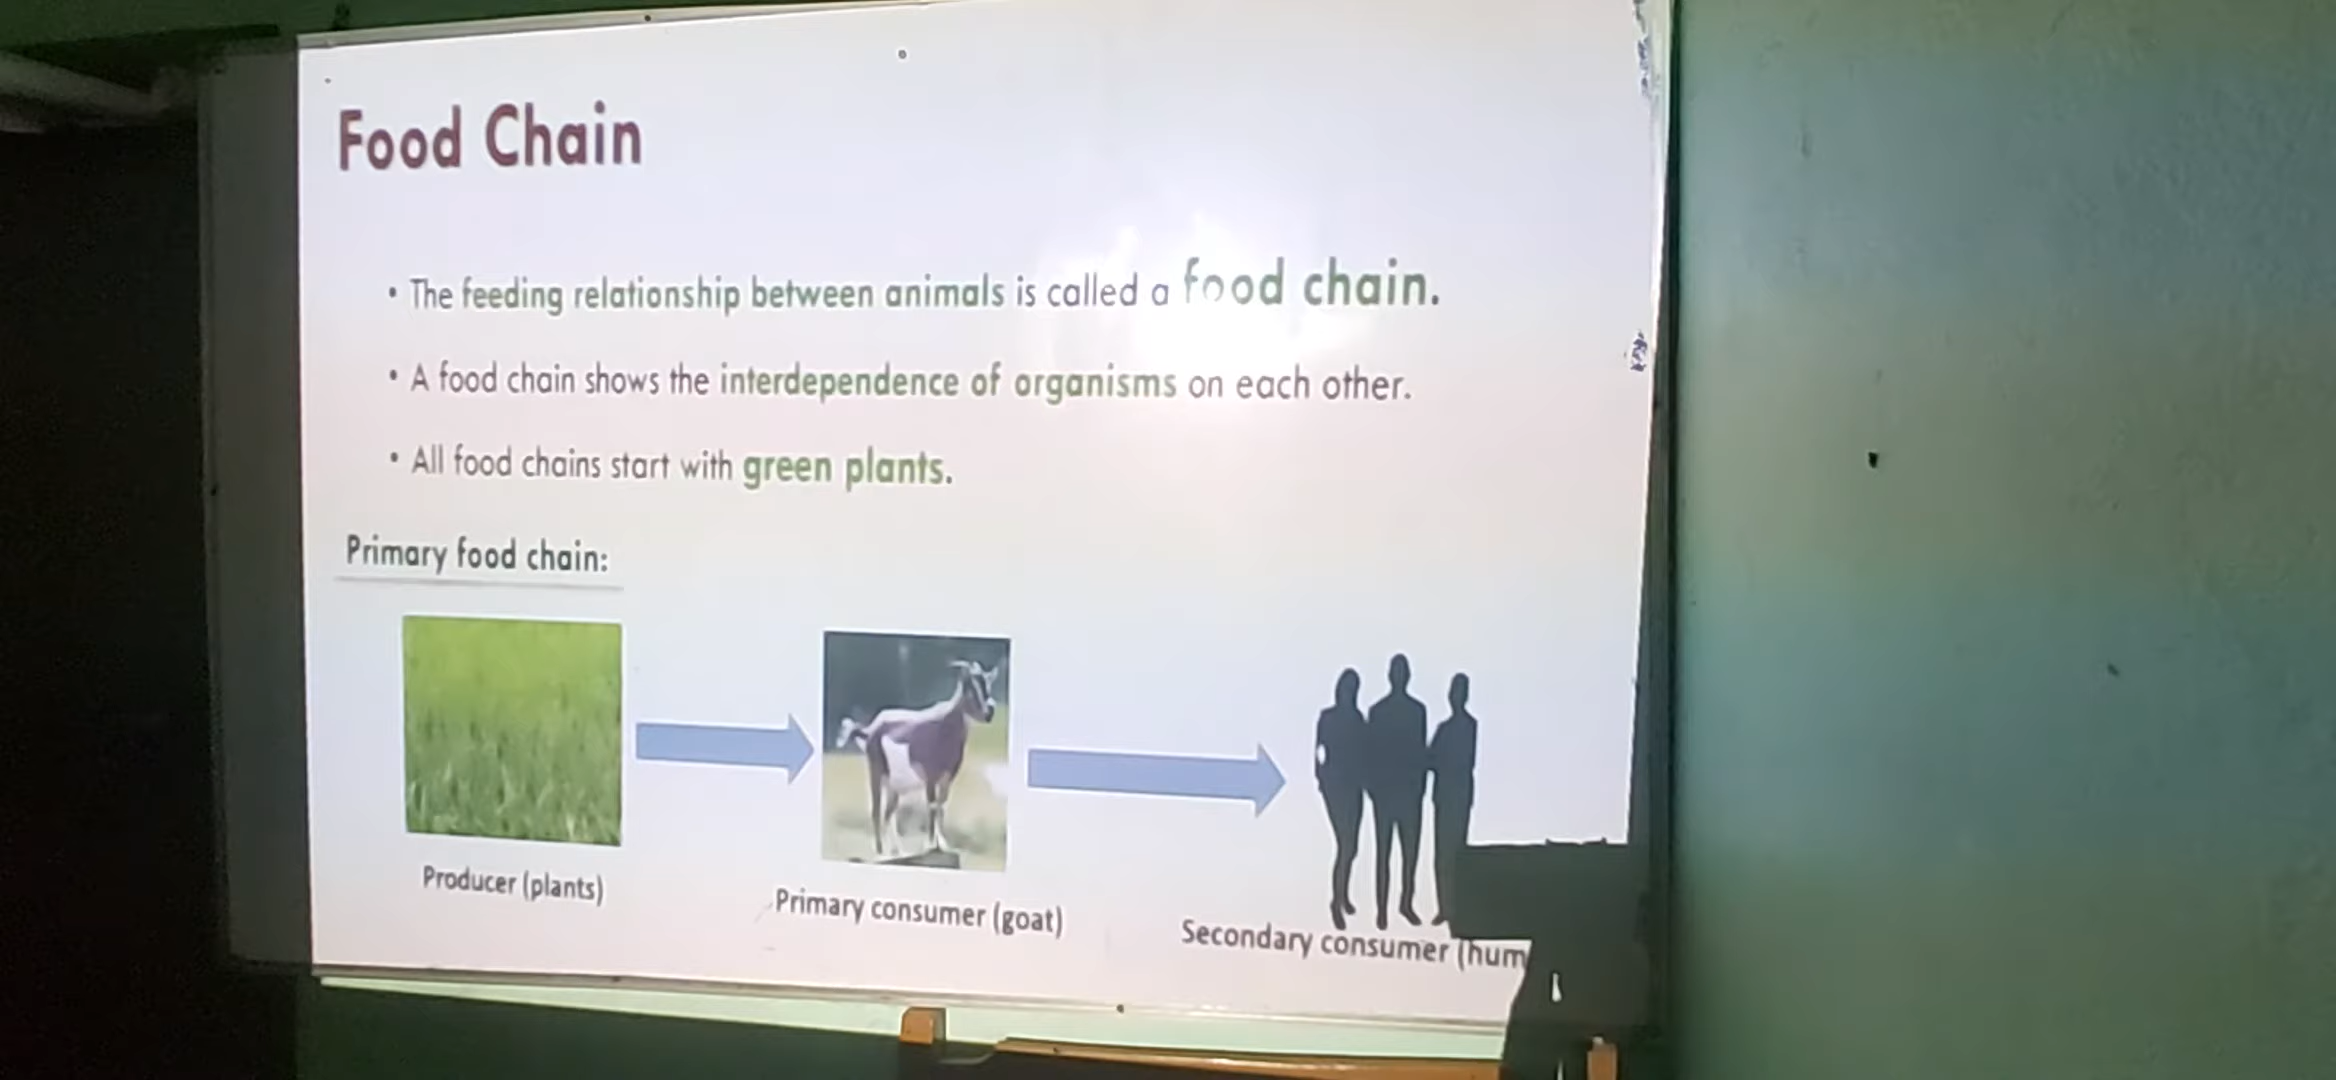 Food Chain
• The feeding relationship between animals is called a food chain.
• A food chain shows the interdependence of organisms on each other.
• All food chains start with green plants.
Primary food chain:
Producer (plants)
Primary consumer (goat)
Secondary consumer (hum